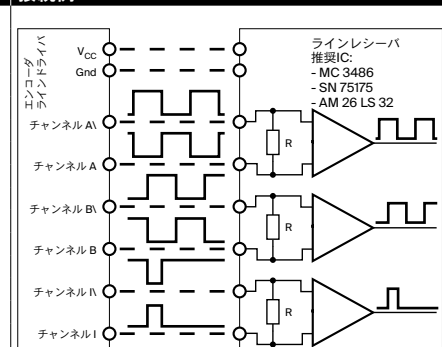 接続例
エンコーダ
ラインドライバ
VCC
Gnd
チャンネル A\
チャンネル A
チャンネル B\
チャンネル B
チャンネル I\
チャンネル I
ラインレシーバ
推奨IC:
- MC 3486
- SN 75175
- AM 26 LS 32
R
R
R